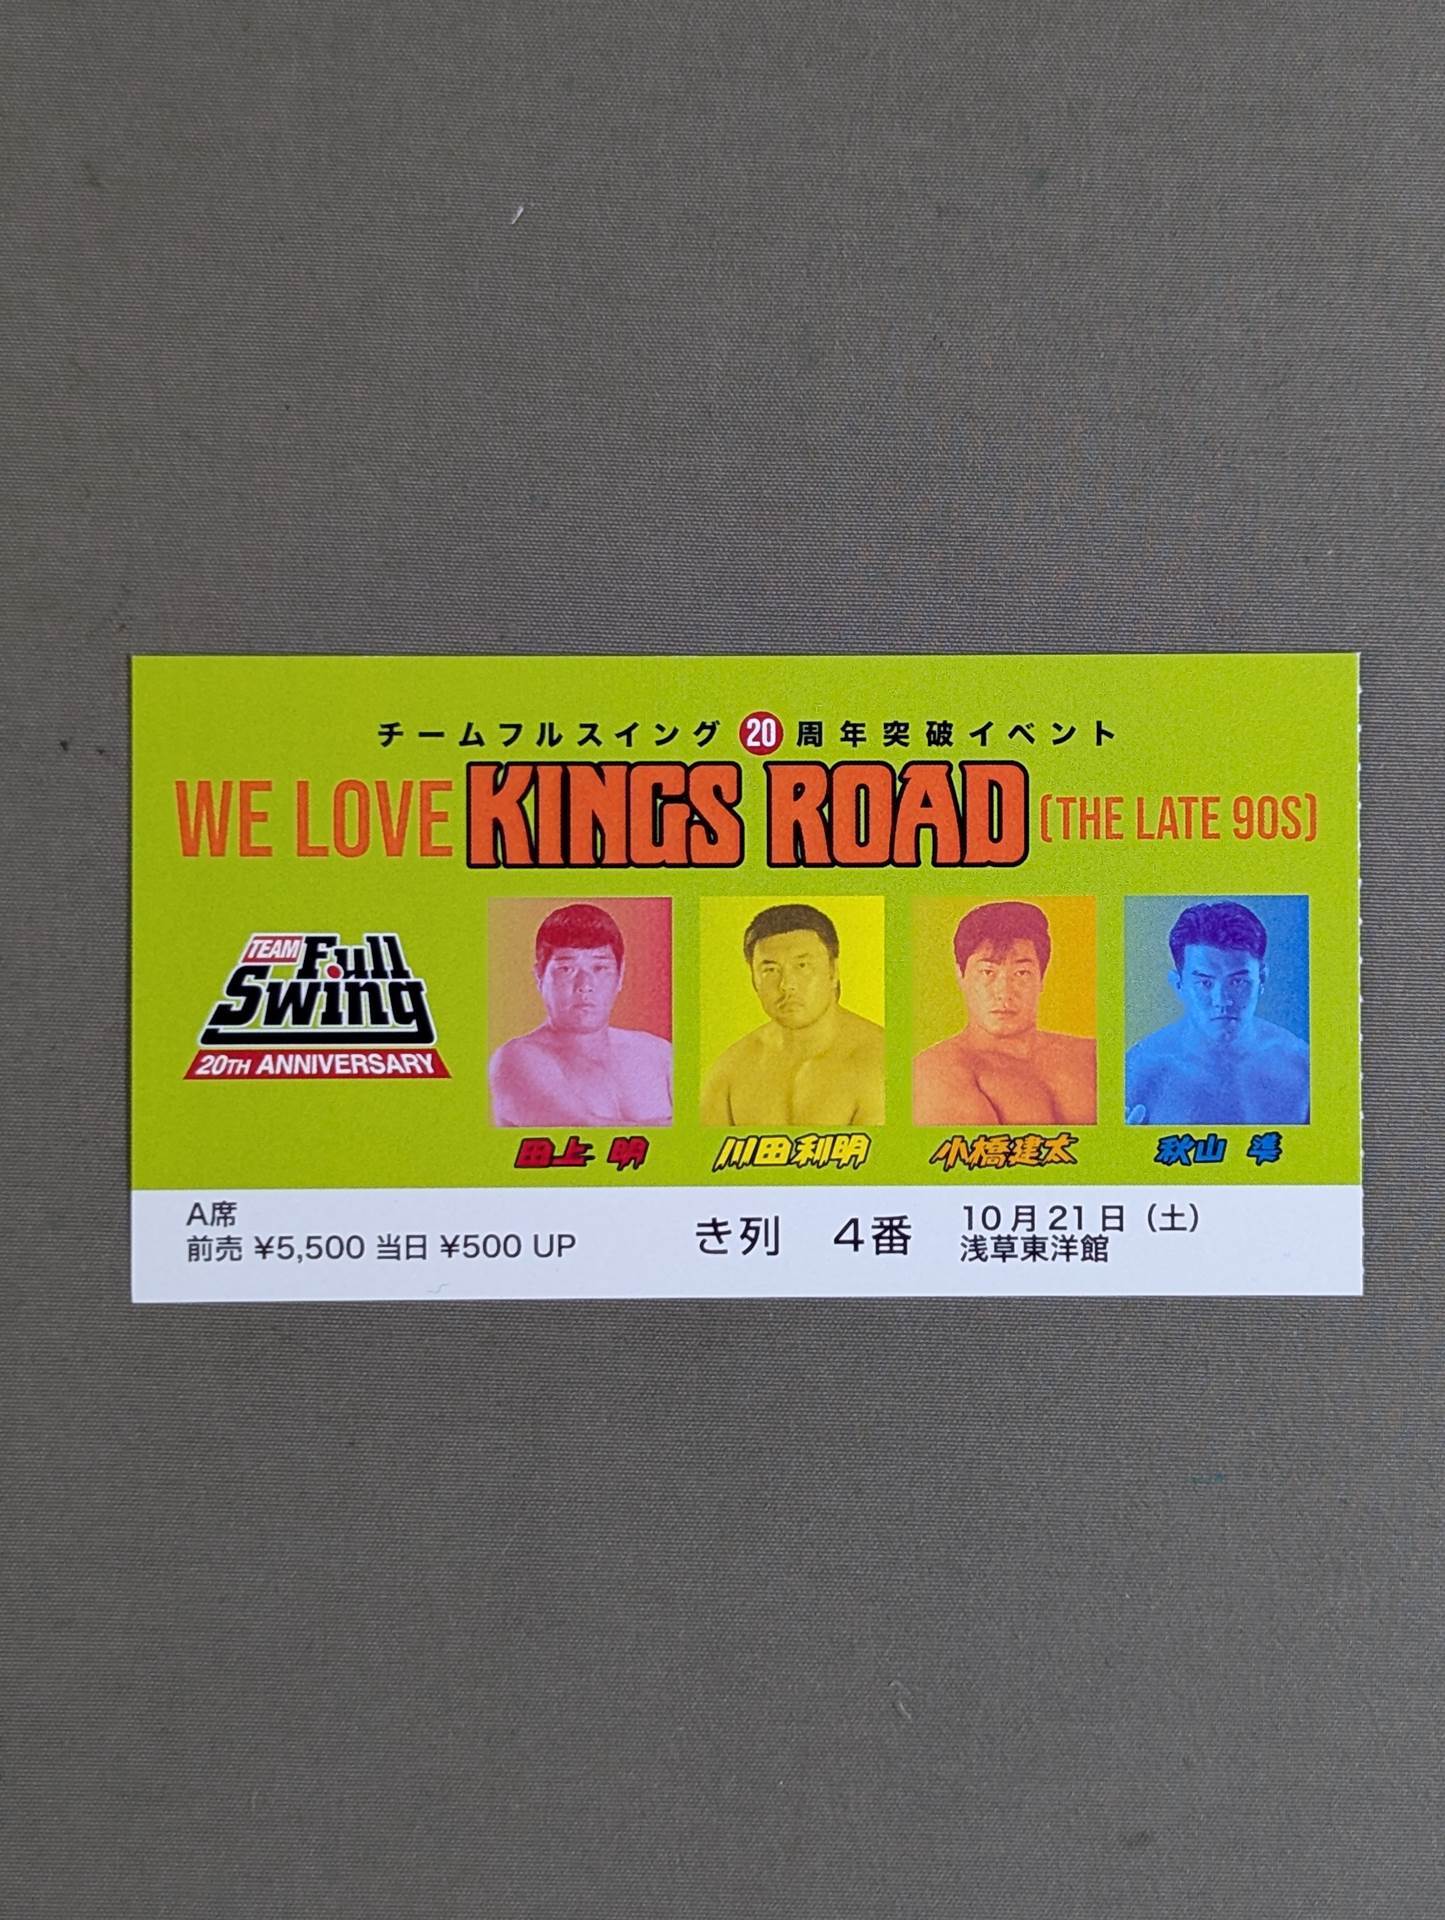 チームフルスイング20周年突破イベント
WE LOVE KINGS ROAD (THE LATE 90S)
TEAM Full Swing
20TH ANNIVERSARY
田上 明
川田利明
小橋建太
秋山 準
A席
前売 ¥5,500 当日 ¥500 UP
き列 4番
10月21日（土）
浅草東洋館